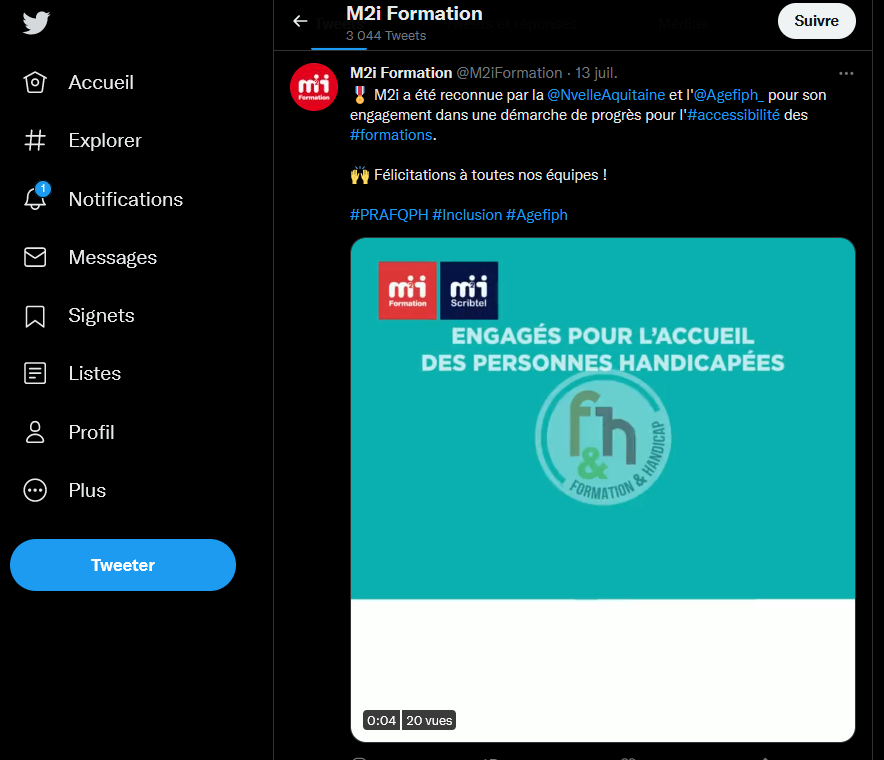 M2i Formation
3 044 Tweets
Suivre
Accueil
Explorer
1
Notifications
Messages
Signets
Listes
Profil
Plus
Tweeter
M2i Formation @M2iFormation · 13 juil.
🎖️ M2i a été reconnue par la @NvelleAquitaine et l'@Agefiph_ pour son
engagement dans une démarche de progrès pour l'#accessibilité des
#formations.
🙌 Félicitations à toutes nos équipes !
#PRAFQPH #Inclusion #Agefiph
m2i
Formation
m2i
Scribtel
ENGAGÉS POUR L'ACCUEIL
DES PERSONNES HANDICAPÉES
f&h
FORMATION & HANDICAP
0:04 20 vues